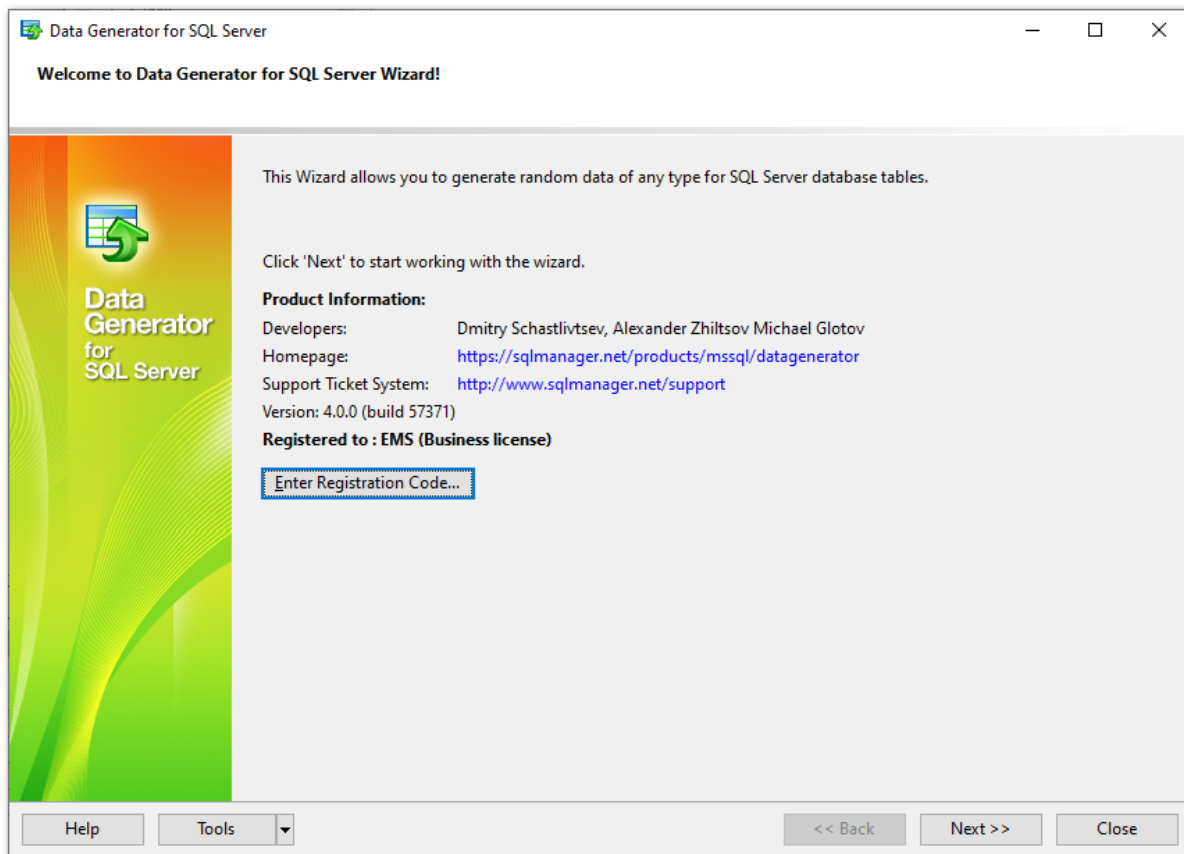 Data Generator for SQL Server
Welcome to Data Generator for SQL Server Wizard!
This Wizard allows you to generate random data of any type for SQL Server database tables.
Click 'Next' to start working with the wizard.
Data
Generator
for
SQL Server
Product Information:
Developers: Dmitry Schastlivtsev, Alexander Zhiltsov Michael Glotov
Homepage: https://sqlmanager.net/products/mssql/datagenerator
Support Ticket System: http://www.sqlmanager.net/support
Version: 4.0.0 (build 57371)
Registered to : EMS (Business license)
Enter Registration Code...
Help Tools << Back Next >> Close